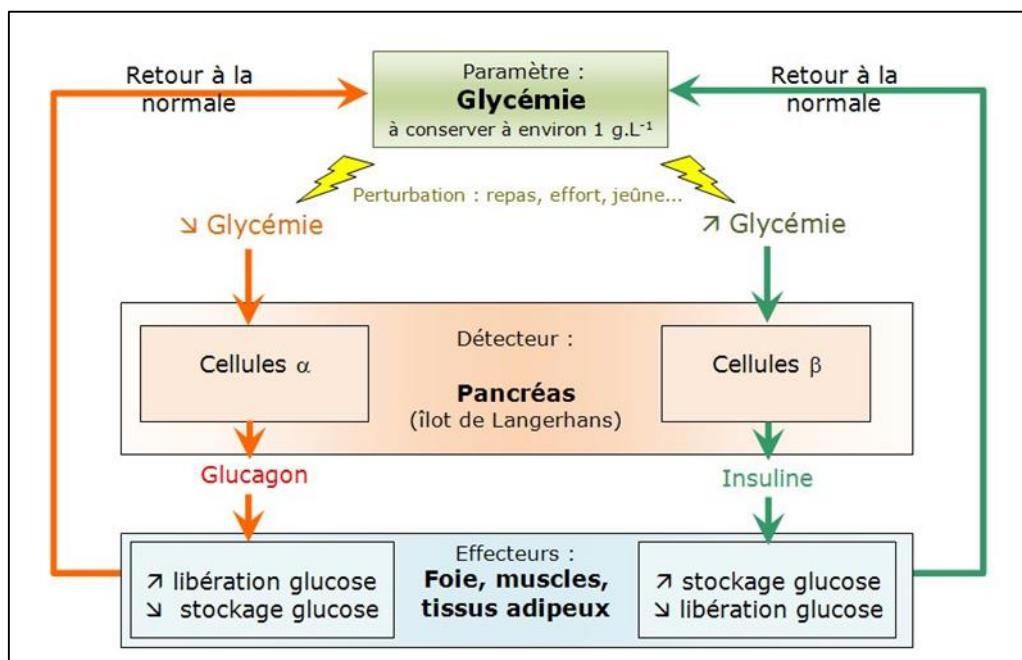 Retour à la
normale
Paramètre :
Glycémie
à conserver à environ 1 g.L⁻¹
Retour à la
normale
Perturbation : repas, effort, jeûne...
↘ Glycémie
↗ Glycémie
Détecteur :
Cellules α
Pancréas
(îlot de Langerhans)
Cellules β
Glucagon
Insuline
Effecteurs :
Foie, muscles,
tissus adipeux
↗ libération glucose
↘ stockage glucose
↗ stockage glucose
↘ libération glucose